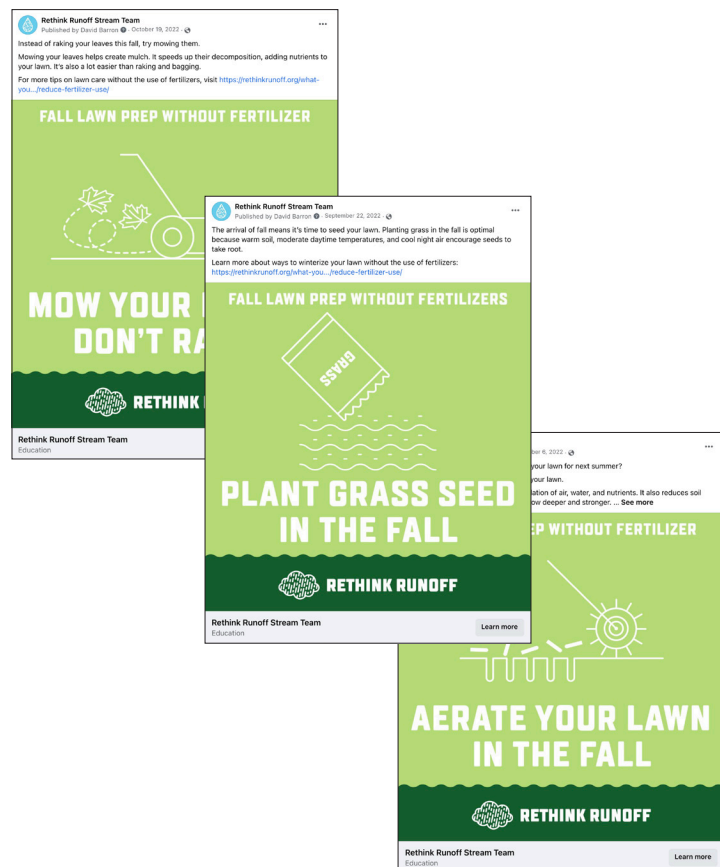 Rethink Runoff Stream Team
Published by David Barron · October 19, 2022 ·
Instead of raking your leaves this fall, try mowing them.
Mowing your leaves helps create mulch. It speeds up their decomposition, adding nutrients to
your lawn. It's also a lot easier than raking and bagging.
For more tips on lawn care without the use of fertilizers, visit https://rethinkrunoff.org/what-
you.../reduce-fertilizer-use/
FALL LAWN PREP WITHOUT FERTILIZER
MOW YOUR
DON'T
RETHINK
Rethink Runoff Stream Team
Education
Rethink Runoff Stream Team
Published by David Barron · September 22, 2022 ·
The arrival of fall means it's time to seed your lawn. Planting grass in the fall is optimal
because warm soil, moderate daytime temperatures, and cool night air encourage seeds to
take root.
Learn more about ways to winterize your lawn without the use of fertilizers:
https://rethinkrunoff.org/what-you.../reduce-fertilizer-use/
FALL LAWN PREP WITHOUT FERTILIZERS
GRASS
PLANT GRASS SEED
IN THE FALL
RETHINK RUNOFF
Rethink Runoff Stream Team
Education
Learn more
6, 2022 ·
your lawn for next summer?
your lawn.
of air, water, and nutrients. It also reduces soil
deeper and stronger. ... See more
WITHOUT FERTILIZER
AERATE YOUR LAWN
IN THE FALL
RETHINK RUNOFF
Rethink Runoff Stream Team
Education
Learn more